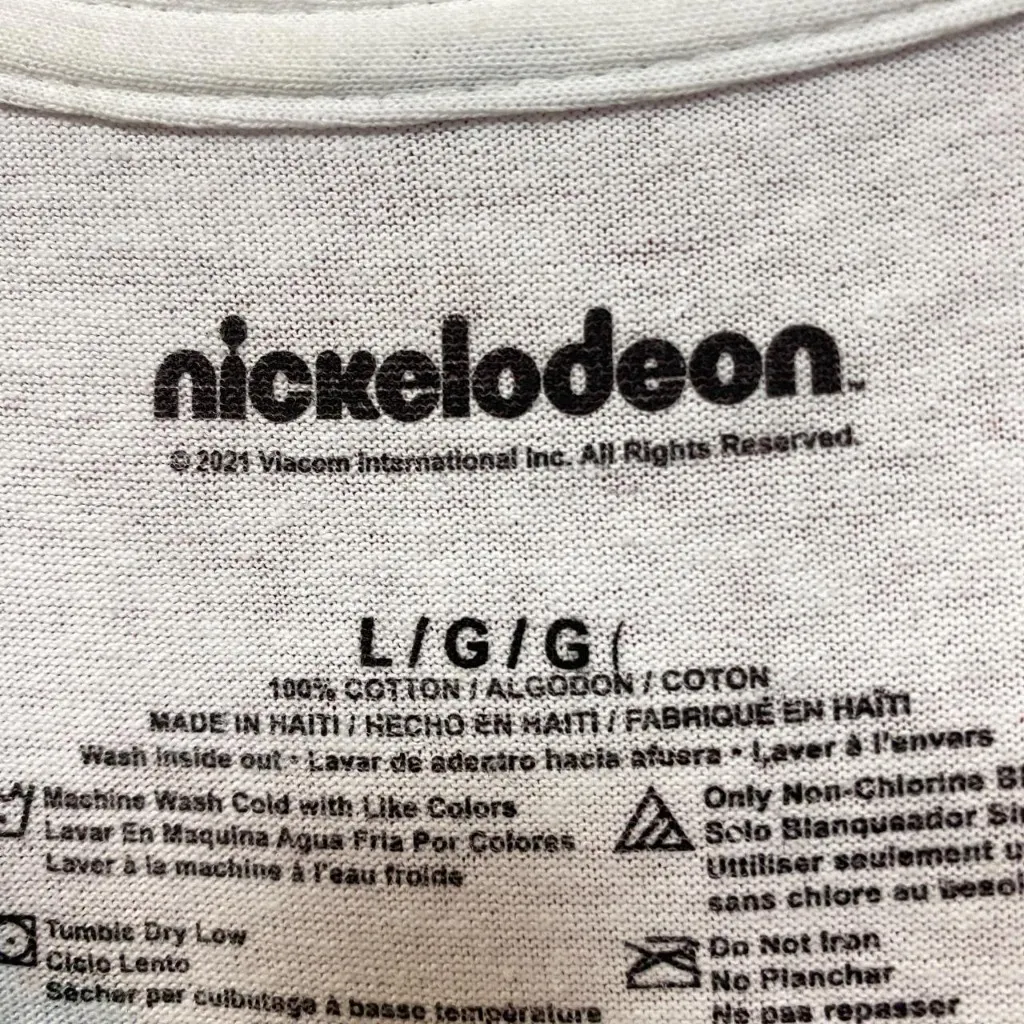 nickelodeon™
© 2021 Viacom International Inc. All Rights Reserved.
L / G / G (
100% COTTON / ALGODON / COTON
MADE IN HAITI / HECHO EN HAITI / FABRIQUÉ EN HAÏTI
Wash inside out • Lavar de adentro hacia afuera • Laver à l'envers
Machine Wash Cold with Like Colors
Lavar En Maquina Agua Fria Por Colores
Laver à la machine à l'eau froide
Only Non-Chlorine
Solo Blanqueador
Utiliser seulement
sans chlore au
Tumble Dry Low
Ciclo Lento
Sécher par culbutage à basse température
Do Not Iron
No Planchar
Ne pas repasser